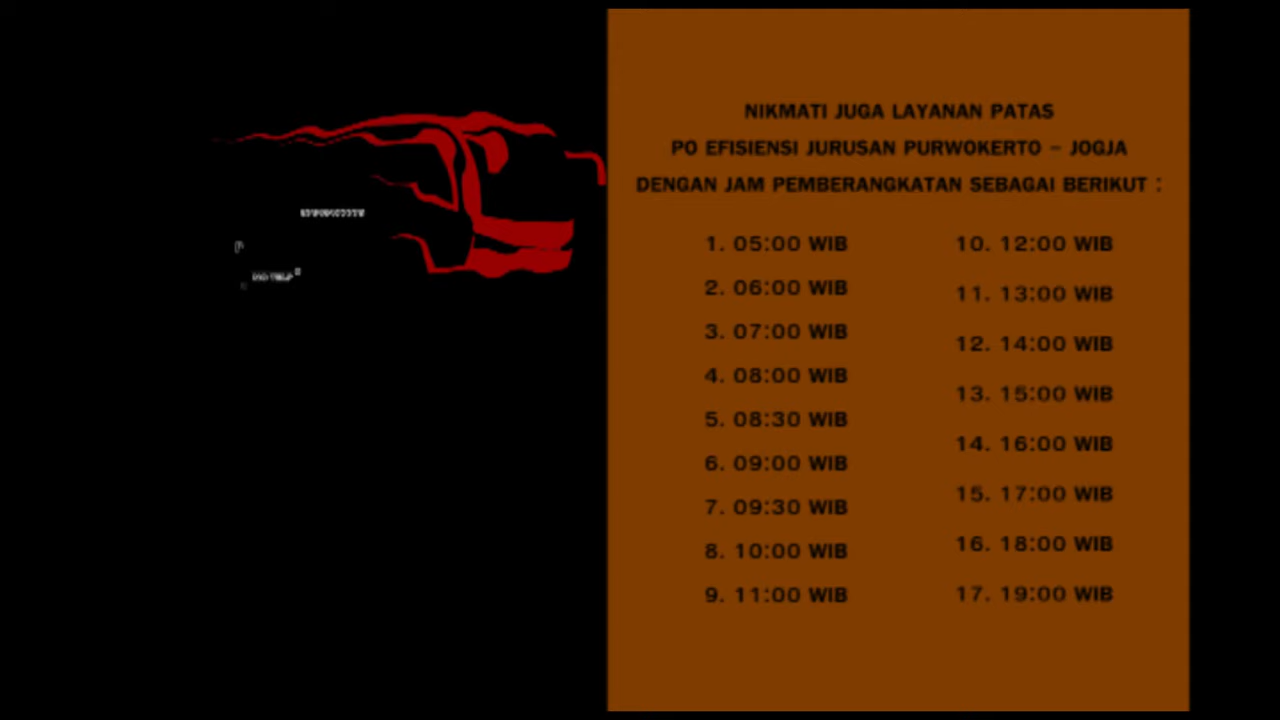 NIKMATI JUGA LAYANAN PATAS
PO EFISIENSI JURUSAN PURWOKERTO – JOGJA
DENGAN JAM PEMBERANGKATAN SEBAGAI BERIKUT :
1. 05:00 WIB
2. 06:00 WIB
3. 07:00 WIB
4. 08:00 WIB
5. 08:30 WIB
6. 09:00 WIB
7. 09:30 WIB
8. 10:00 WIB
9. 11:00 WIB
10. 12:00 WIB
11. 13:00 WIB
12. 14:00 WIB
13. 15:00 WIB
14. 16:00 WIB
15. 17:00 WIB
16. 18:00 WIB
17. 19:00 WIB